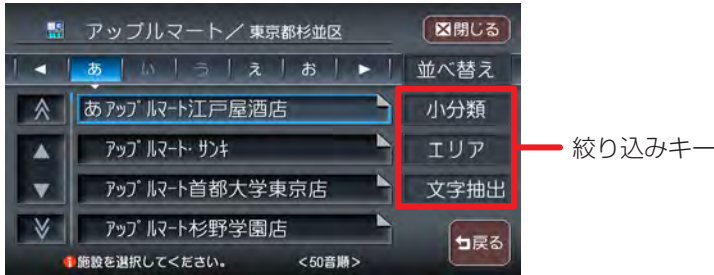 アップルマート／東京都杉並区 閉じる
◀ あ い う え お ▶ 並べ替え
あ ｱｯﾌﾟﾙﾏｰﾄ江戸屋酒店 小分類
ｱｯﾌﾟﾙﾏｰﾄ･ｻﾝｷ エリア
絞り込みキー
ｱｯﾌﾟﾙﾏｰﾄ首都大学東京店 文字抽出
ｱｯﾌﾟﾙﾏｰﾄ杉野学園店 戻る
施設を選択してください。 <50音順>